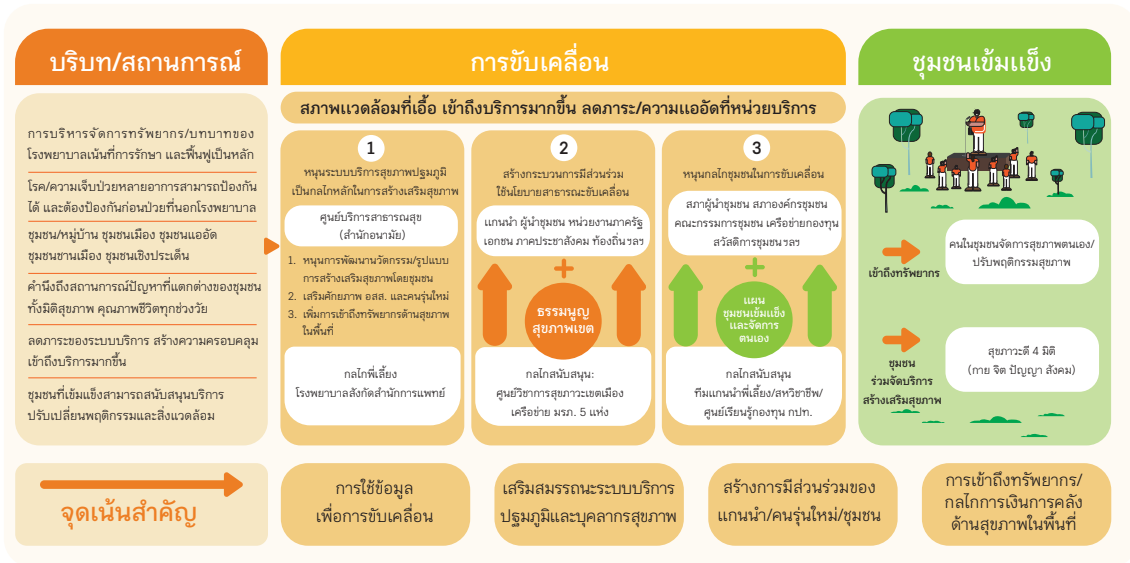 บริบท/สถานการณ์
การบริหารจัดการทรัพยากร/บทบาทของ
โรงพยาบาลเน้นที่การรักษา และฟื้นฟูเป็นหลัก
โรค/ความเจ็บป่วยหลายอาการสามารถป้องกัน
ได้ และต้องป้องกันก่อนป่วยที่นอกโรงพยาบาล
ชุมชน/หมู่บ้าน ชุมชนเมือง ชุมชนแออัด
ชุมชนชานเมือง ชุมชนเชิงประเด็น
คำนึงถึงสถานการณ์ปัญหาที่แตกต่างของชุมชน
ทั้งมิติสุขภาพ คุณภาพชีวิตทุกช่วงวัย
ลดภาระของระบบบริการ สร้างความครอบคลุม
เข้าถึงบริการมากขึ้น
ชุมชนที่เข้มแข็งสามารถสนับสนุนบริการ
ปรับเปลี่ยนพฤติกรรมและสิ่งแวดล้อม
การขับเคลื่อน
สภาพแวดล้อมที่เอื้อ เข้าถึงบริการมากขึ้น ลดภาระ/ความแออัดที่หน่วยบริการ
1
หนุนระบบบริการสุขภาพปฐมภูมิ
เป็นกลไกหลักในการสร้างเสริมสุขภาพ
ศูนย์บริการสาธารณสุข
(สำนักอนามัย)
1. หนุนการพัฒนานวัตกรรม/รูปแบบ
การสร้างเสริมสุขภาพโดยชุมชน
2. เสริมศักยภาพ อสส. และคนรุ่นใหม่
3. เพิ่มการเข้าถึงทรัพยากรด้านสุขภาพ
ในพื้นที่
กลไกพี่เลี้ยง
โรงพยาบาลสังกัดสำนักการแพทย์
2
สร้างกระบวนการมีส่วนร่วม
ใช้นโยบายสาธารณะขับเคลื่อน
แกนนำ ผู้นำชุมชน หน่วยงานภาครัฐ
เอกชน ภาคประชาสังคม ท้องถิ่น ฯลฯ
+
ธรรมนูญ
สุขภาพเขต
กลไกสนับสนุน:
ศูนย์วิชาการสุขภาวะเขตเมือง
เครือข่าย มรภ. 5 แห่ง
3
หนุนกลไกชุมชนในการขับเคลื่อน
สภาผู้นำชุมชน สภาองค์กรชุมชน
คณะกรรมการชุมชน เครือข่ายกองทุน
สวัสดิการชุมชน ฯลฯ
+
แผน
ชุมชนเข้มแข็ง
และจัดการ
ตนเอง
กลไกสนับสนุน
ทีมแกนนำพี่เลี้ยง/สหวิชาชีพ/
ศูนย์เรียนรู้กองทุน กปท.
ชุมชนเข้มแข็ง
เข้าถึงทรัพยากร
คนในชุมชนจัดการสุขภาพตนเอง/
ปรับพฤติกรรมสุขภาพ
ชุมชน
ร่วมจัดบริการ
สร้างเสริมสุขภาพ
สุขภาวะดี 4 มิติ
(กาย จิต ปัญญา สังคม)
จุดเน้นสำคัญ
การใช้ข้อมูล
เพื่อการขับเคลื่อน
เสริมสมรรถนะระบบบริการ
ปฐมภูมิและบุคลากรสุขภาพ
สร้างการมีส่วนร่วมของ
แกนนำ/คนรุ่นใหม่/ชุมชน
การเข้าถึงทรัพยากร/
กลไกการเงินการคลัง
ด้านสุขภาพในพื้นที่